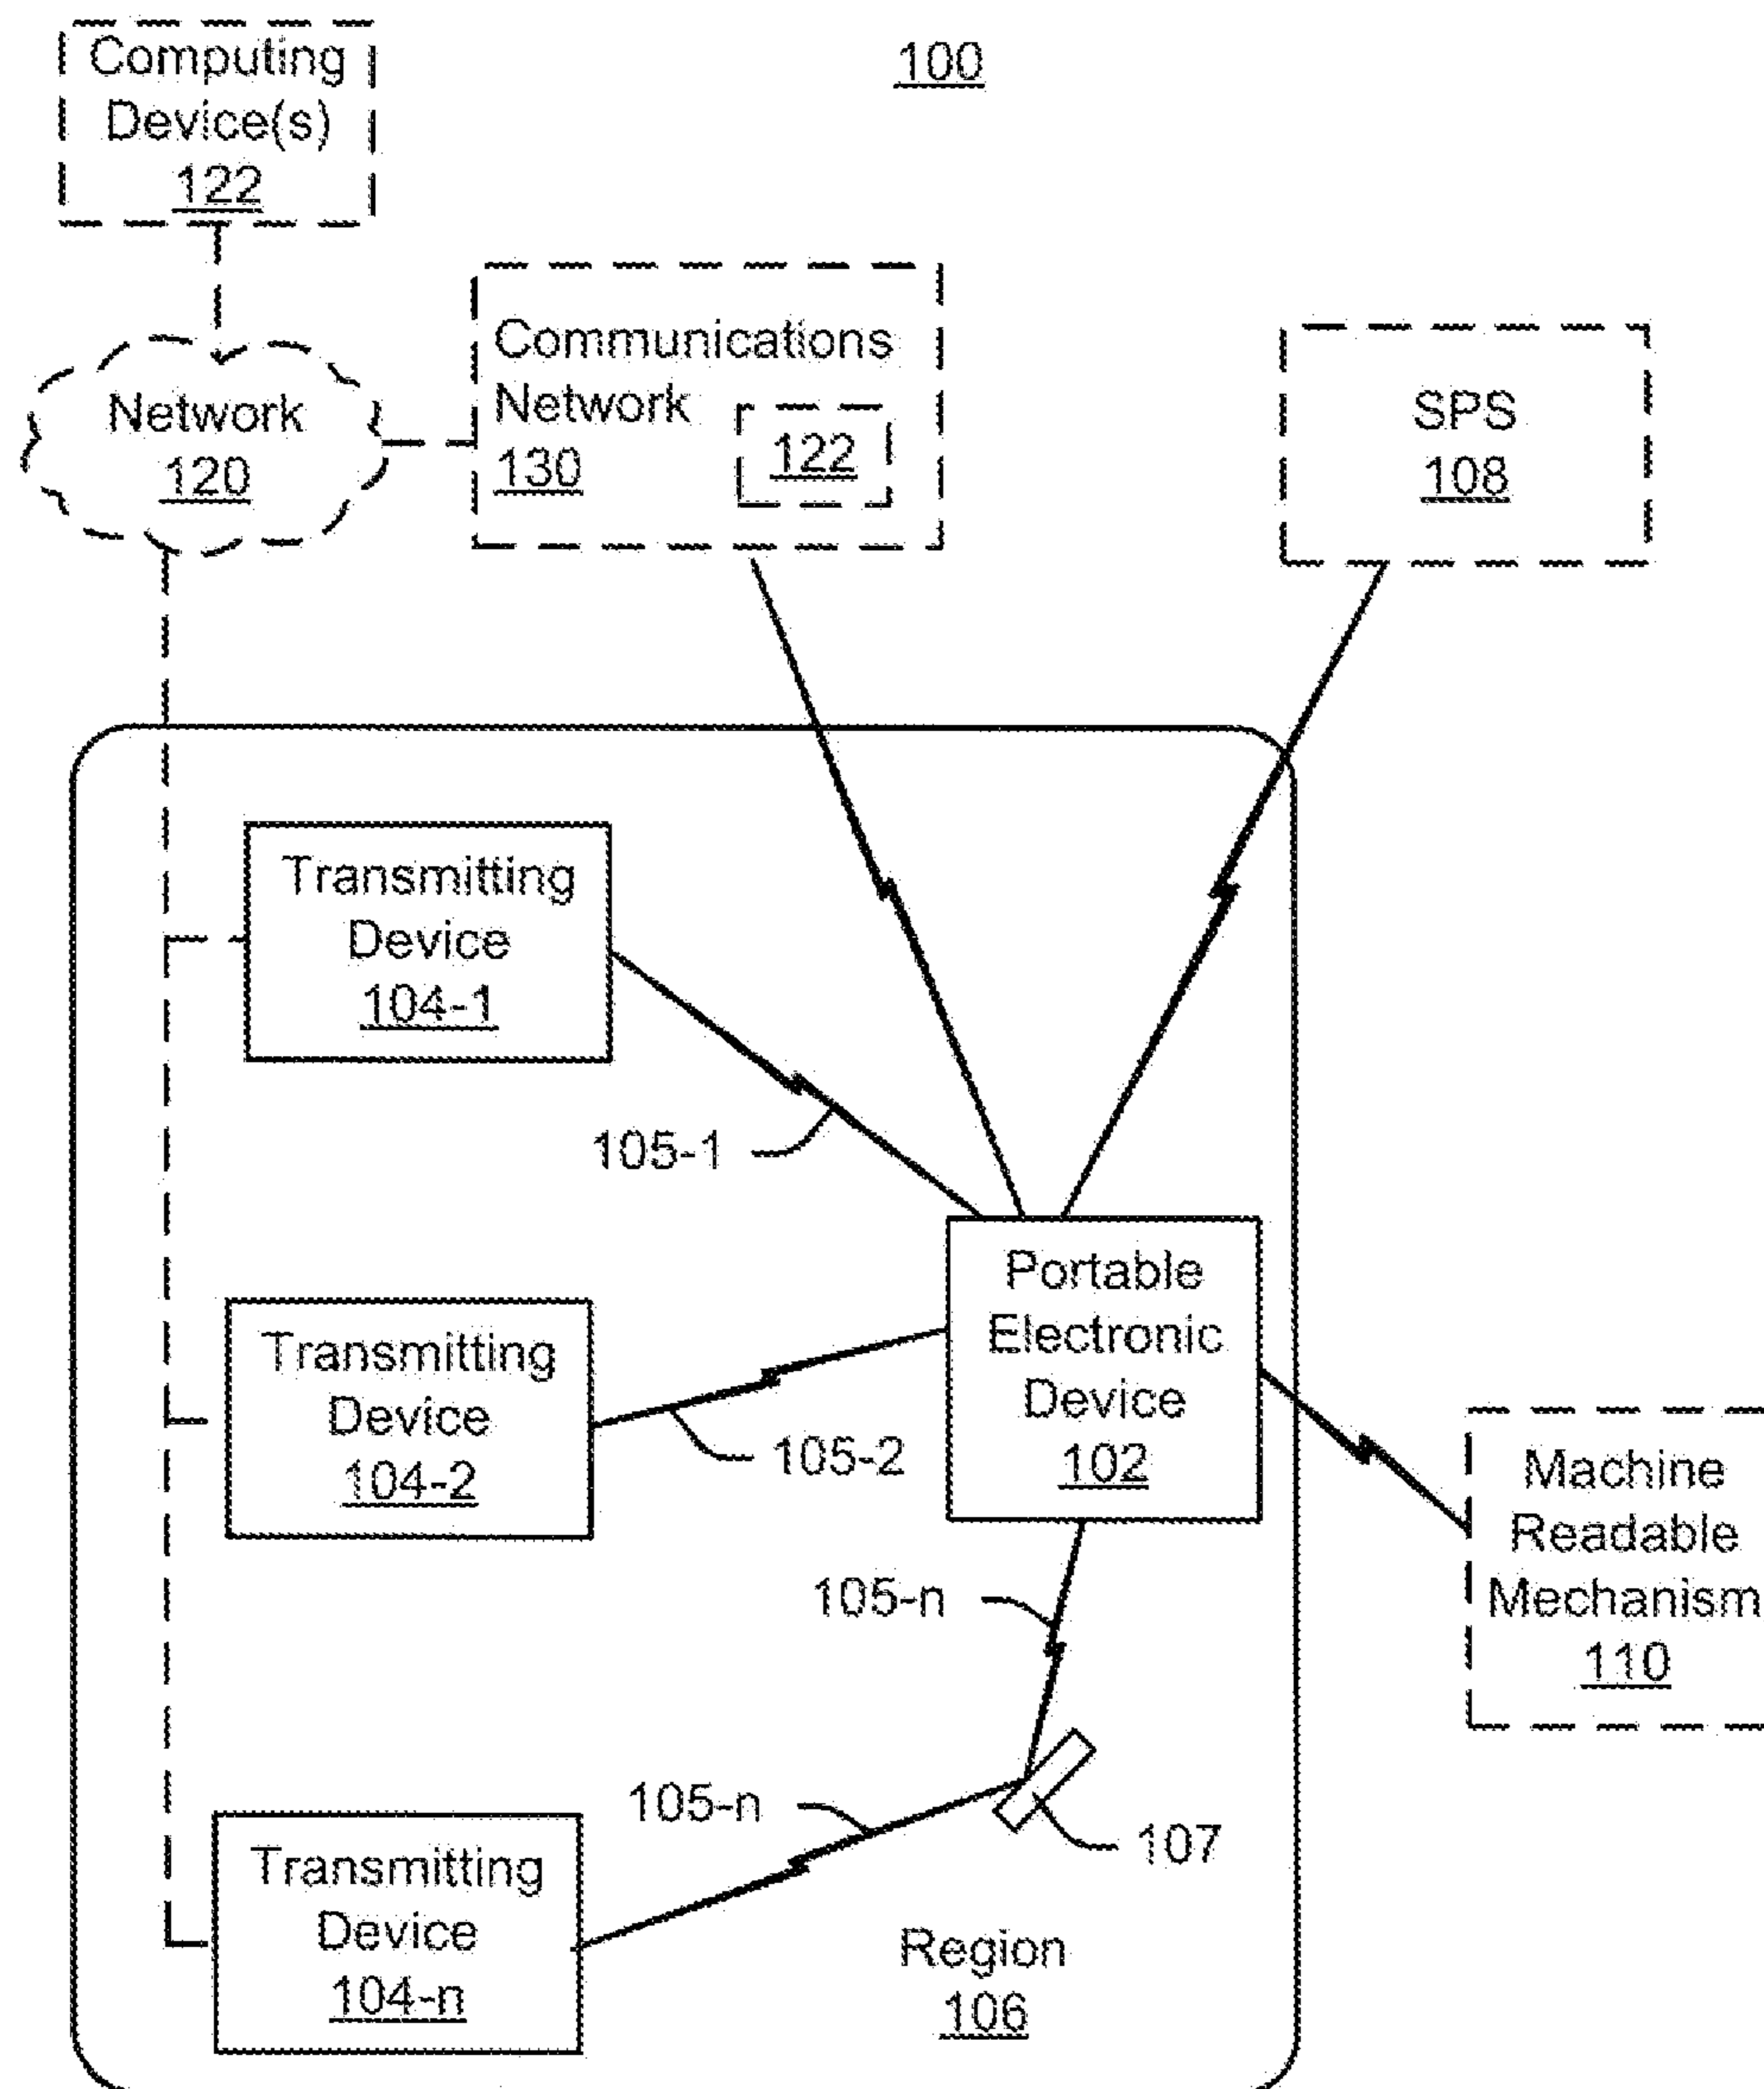 100
Computing
Device(s)
122
Network
120
Communications
Network
130
122
SPS
108
Transmitting
Device
104-1
105-1
Portable
Electronic
Device
102
Transmitting
Device
104-2
105-2
Machine
Readable
Mechanism
110
105-n
105-n
107
Transmitting
Device
104-n
Region
106